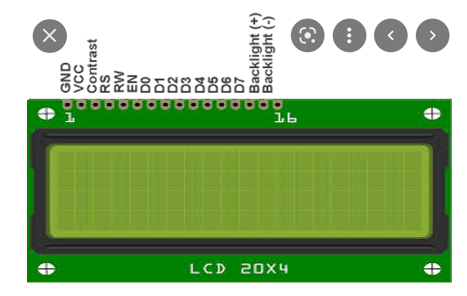 GND
VCC
Contrast
RS
RW
EN
D0
D1
D2
D3
D4
D5
D6
D7
Backlight (+)
Backlight (-)
1 16
LCD 20X4